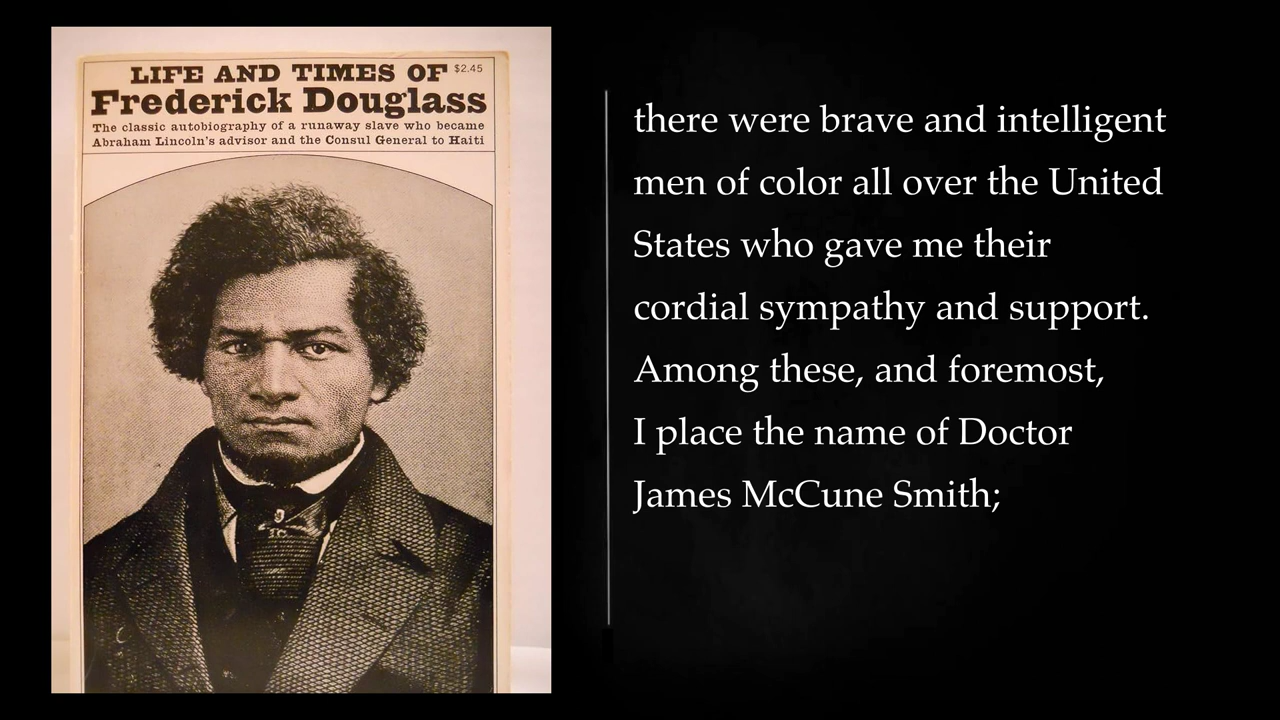 LIFE AND TIMES OF $2.45
Frederick Douglass
The classic autobiography of a runaway slave who became
Abraham Lincoln's advisor and the Consul General to Haiti
there were brave and intelligent
men of color all over the United
States who gave me their
cordial sympathy and support.
Among these, and foremost,
I place the name of Doctor
James McCune Smith;